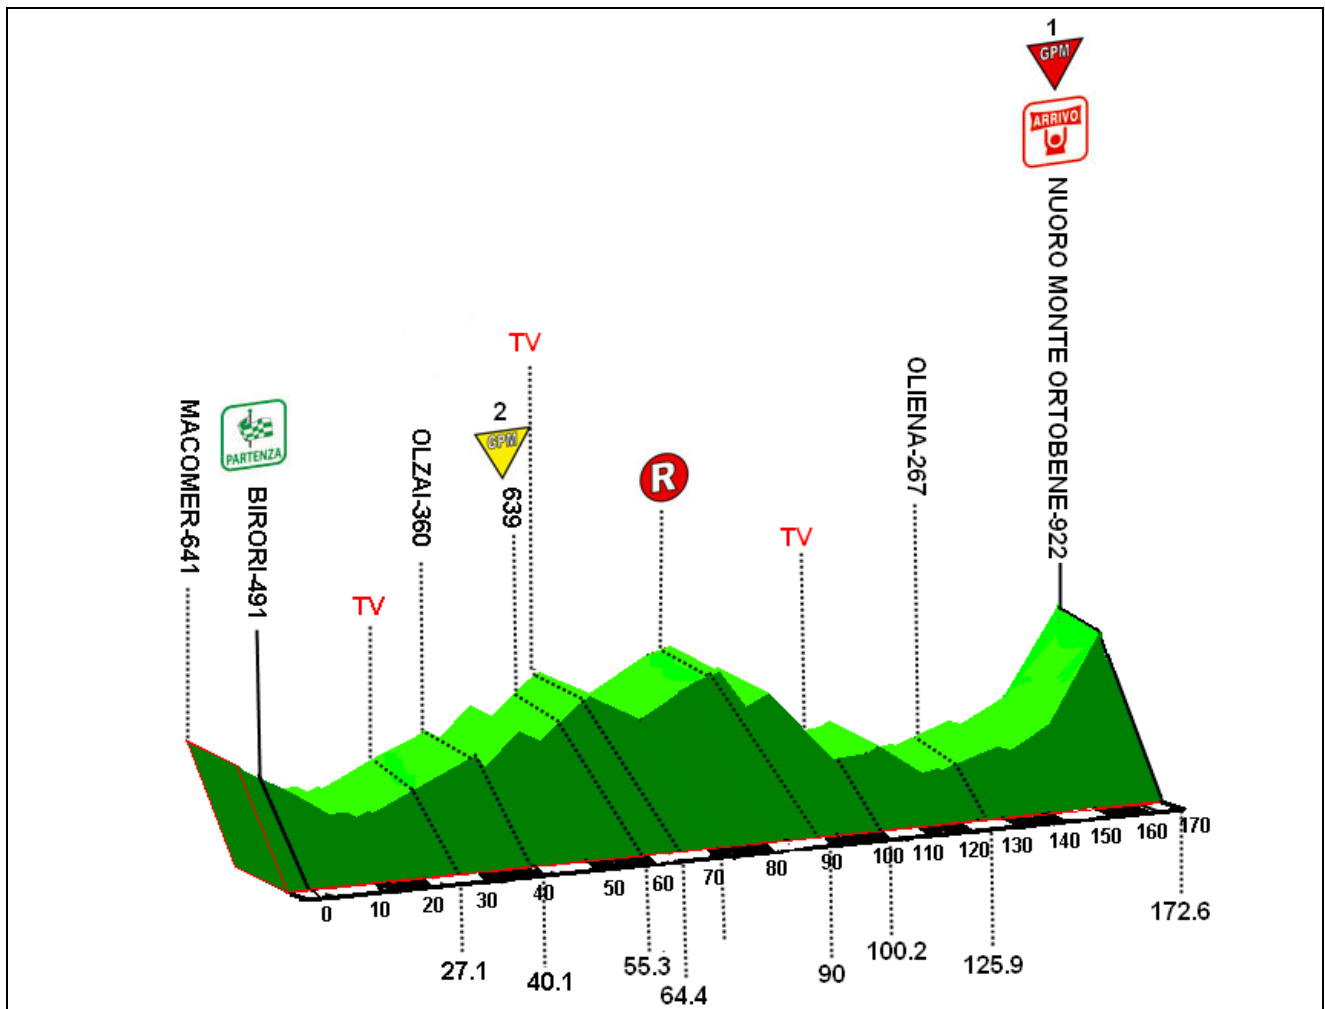 1
GPM
ARRIVO
NUORO MONTE ORTOBENE-922
TV
OLIENA-267
MACOMER-641
PARTENZA
BIRORI-491
OLZAI-360
2
GPM
639
R
TV
TV
0 10 20 30 40 50 60 70 80 90 100 110 120 130 140 150 160 170
27.1
40.1
55.3
64.4
90
100.2
125.9
172.6